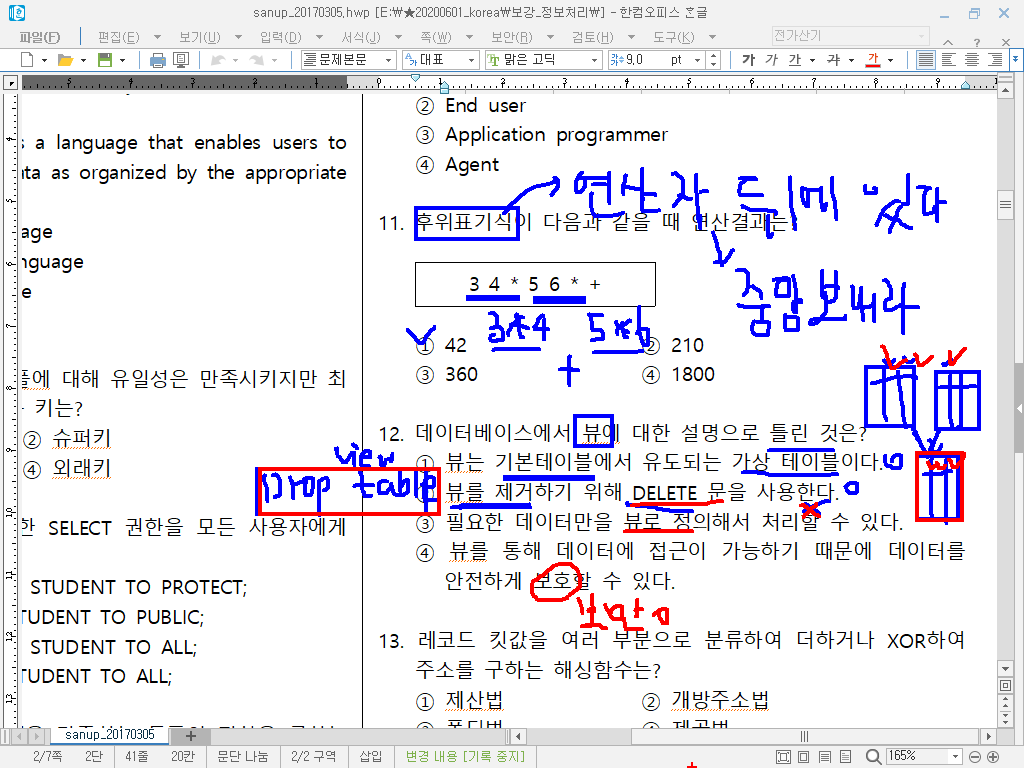 sanup_20170305.hwp [E:₩★20200601_korea₩보강_정보처리₩] - 한컴오피스 한글
파일(F) 편집(E) 보기(U) 입력(D) 서식(J) 쪽(W) 보안(R) 검토(H) 도구(K) 전가산기
문제본문 대표 맑은 고딕 9,0 pt 가 가 가 가 가
s a language that enables users to
ata as organized by the appropriate
age
nguage
e
들에 대해 유일성은 만족시키지만 최
키는?
② 슈퍼키
④ 외래키
한 SELECT 권한을 모든 사용자에게
STUDENT TO PROTECT;
TUDENT TO PUBLIC;
STUDENT TO ALL;
TUDENT TO ALL;
② End user
③ Application programmer
④ Agent
연산자 뒤에 있다
11. 후위표기식이 다음과 같을 때 연산결과는
3 4 * 5 6 * +
중앙 보내라
3*4 + 5*6
① 42 ② 210
③ 360 ④ 1800
12. 데이터베이스에서 뷰에 대한 설명으로 틀린 것은?
① 뷰는 기본테이블에서 유도되는 가상 테이블이다.
view
Drop table
② 뷰를 제거하기 위해 DELETE 문을 사용한다.
③ 필요한 데이터만을 뷰로 정의해서 처리할 수 있다.
④ 뷰를 통해 데이터에 접근이 가능하기 때문에 데이터를
안전하게 보호할 수 있다.
보안
13. 레코드 킷값을 여러 부분으로 분류하여 더하거나 XOR하여
주소를 구하는 해싱함수는?
① 제산법 ② 개방주소법
sanup_20170305
2/7쪽 2단 41줄 20칸 문단 나눔 2/2 구역 삽입 변경 내용 [기록 중지] 165%